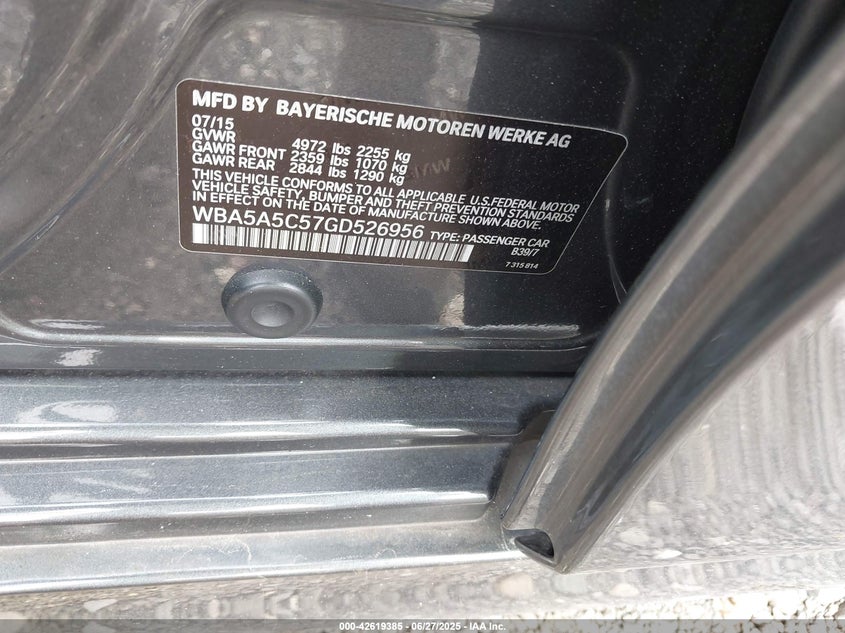 MFD BY BAYERISCHE MOTOREN WERKE AG
07/15
GVWR 4972 lbs 2255 kg
GAWR FRONT 2359 lbs 1070 kg
GAWR REAR 2844 lbs 1290 kg
THIS VEHICLE CONFORMS TO ALL APPLICABLE U.S.FEDERAL MOTOR
VEHICLE SAFETY, BUMPER AND THEFT PREVENTION STANDARDS
IN EFFECT ON THE DATE OF MANUFACTURE SHOWN ABOVE.
WBA5A5C57GD526956 TYPE: PASSENGER CAR
B39/7
7 315 814
000-42619385 - 06/27/2025 - IAA Inc.